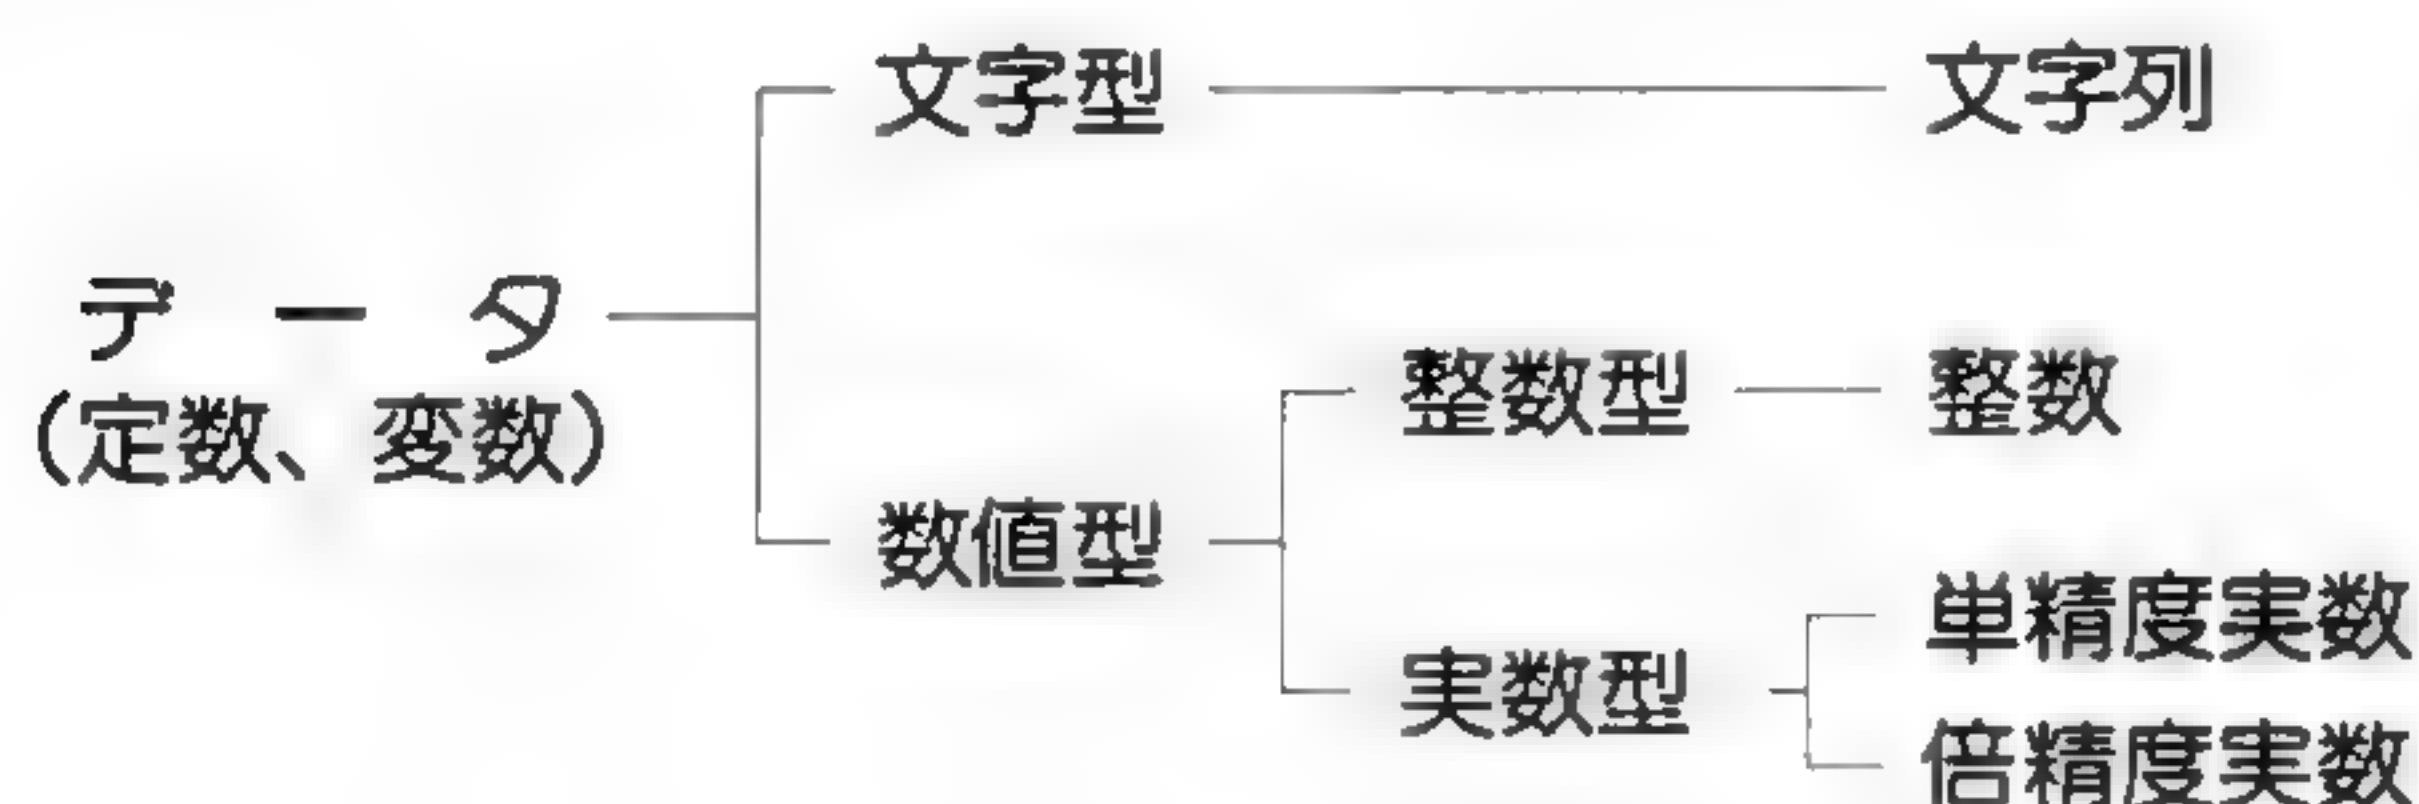 文字型 文字列
データ
(定数、変数)
整数型 整数
数値型
単精度実数
実数型
倍精度実数